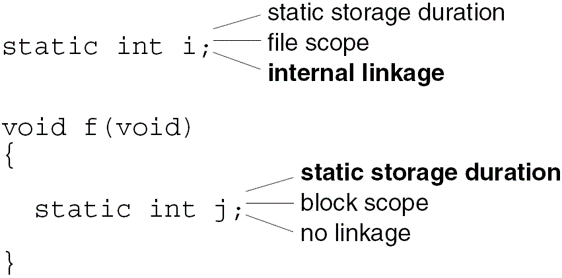 static storage duration
static int i; file scope
internal linkage
void f(void)
{
static storage duration
static int j; block scope
no linkage
}